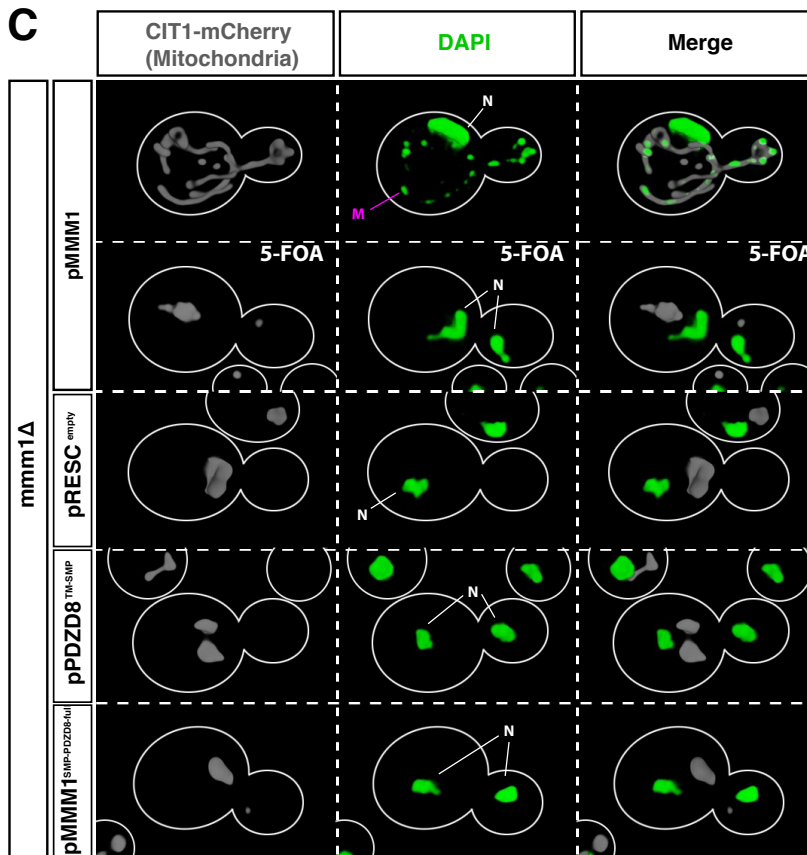 C
CIT1-mCherry
(Mitochondria)
DAPI
Merge
mmm1Δ
pMMM1
N
M
5-FOA
5-FOA
5-FOA
N
pRESC empty
N
pPDZD8 TM-SMP
N
pMMM1 SMP-PDZD8-full
N